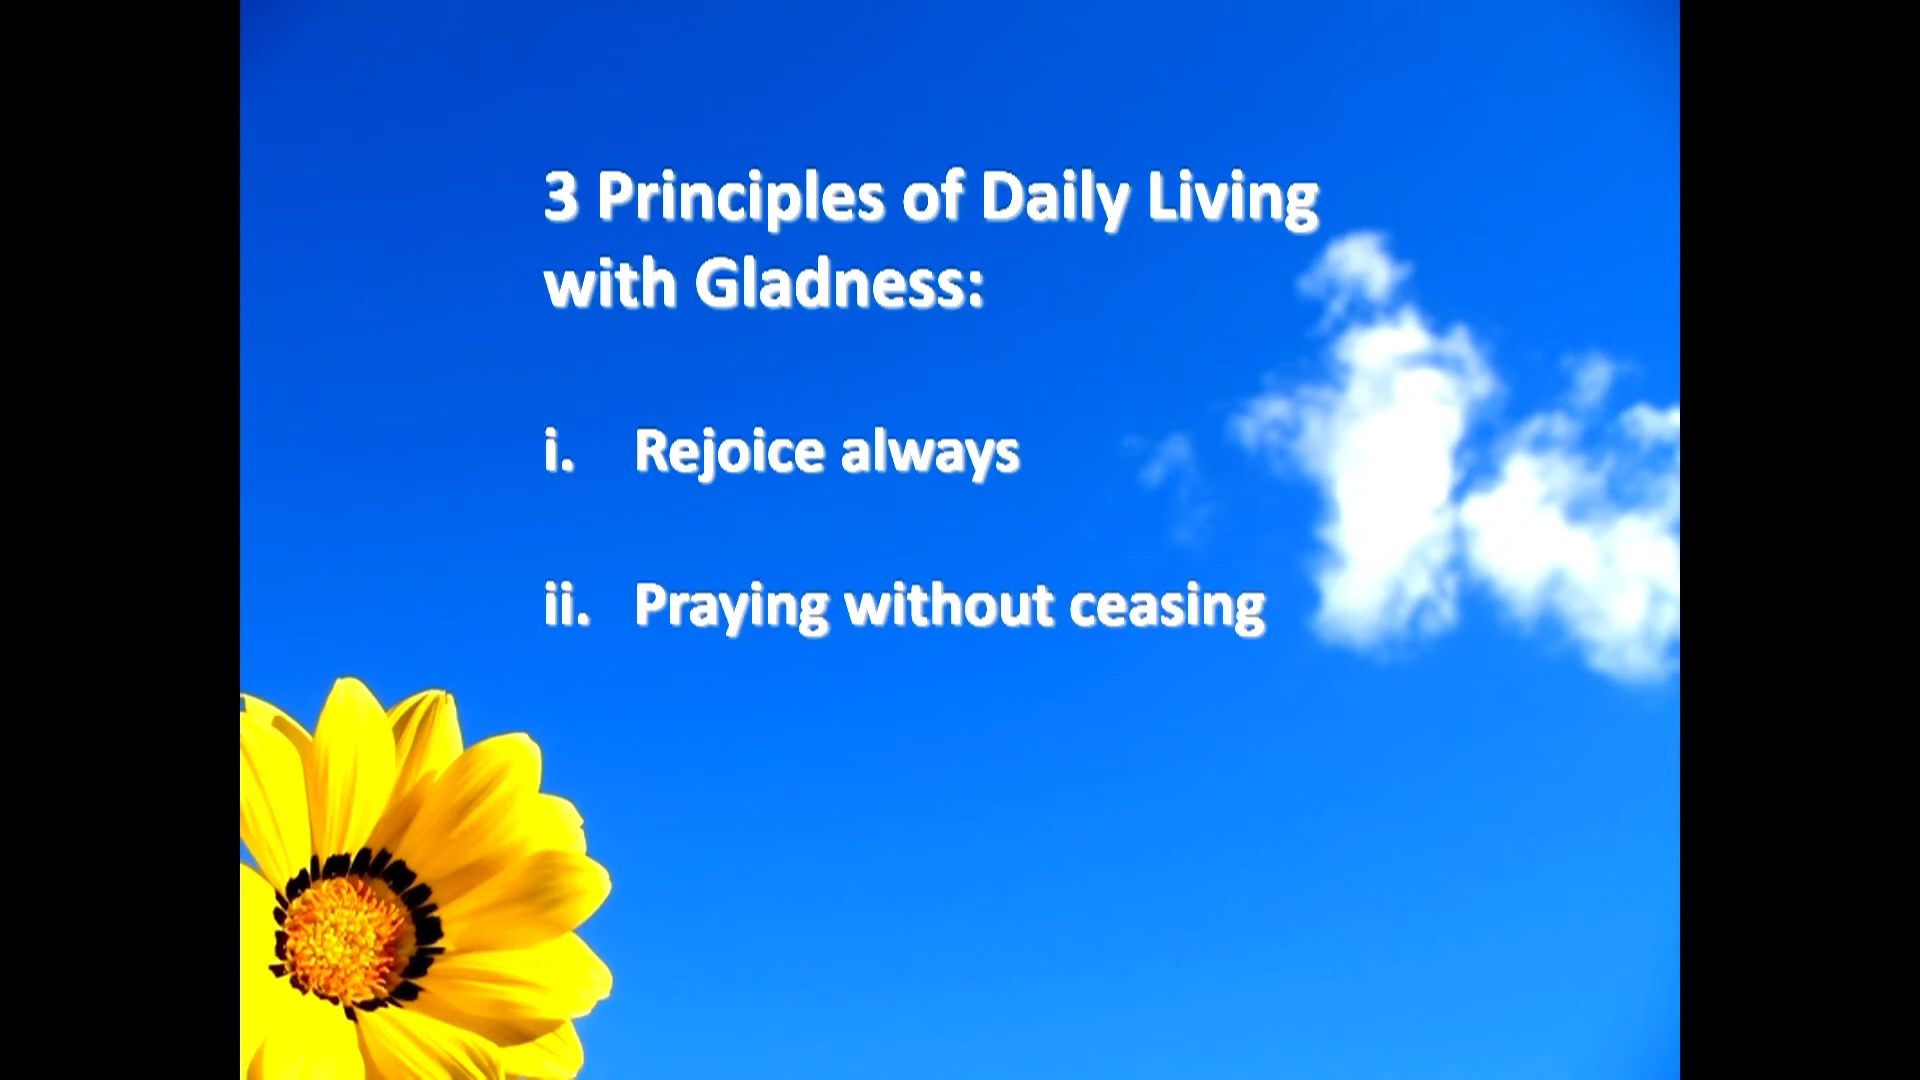 3 Principles of Daily Living
with Gladness:
i. Rejoice always
ii. Praying without ceasing